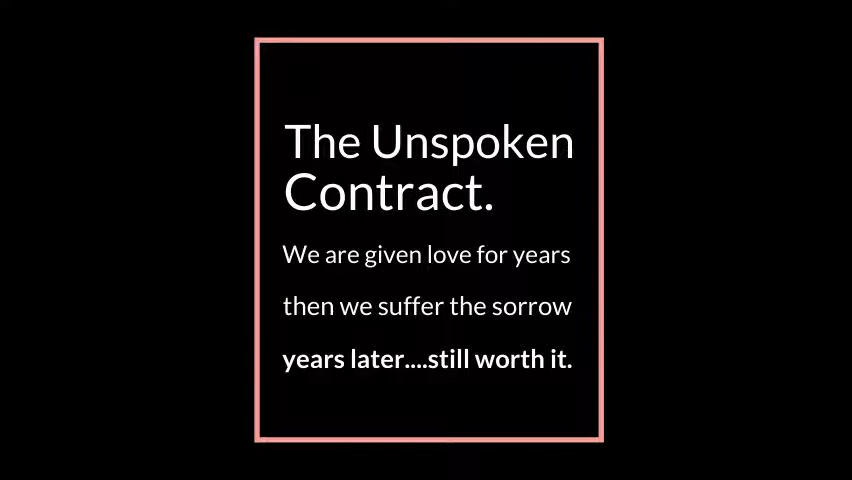 The Unspoken
Contract.
We are given love for years
then we suffer the sorrow
years later....still worth it.